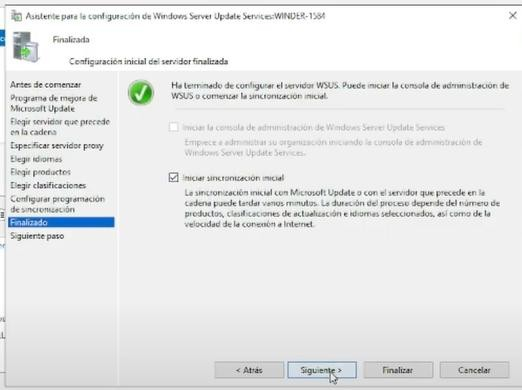 Asistente para la configuración de Windows Server Update Services:WINDER-1584
Finalizada
Configuración inicial del servidor finalizada
Antes de comenzar
Programa de mejora de
Microsoft Update
Elegir servidor que precede
en la cadena
Especificar servidor proxy
Elegir idiomas
Elegir productos
Elegir clasificaciones
Configurar programación
de sincronización
Finalizado
Siguiente paso
Ha terminado de configurar el servidor WSUS. Puede iniciar la consola de administración de
WSUS o comenzar la sincronización inicial.
Iniciar la consola de administración de Windows Server Update Services
Empiece a administrar su organización iniciando la consola de administración de
Windows Server Update Services.
Iniciar sincronización inicial
La sincronización inicial con Microsoft Update o con el servidor que precede en la
cadena puede tardar varios minutos. La duración del proceso depende del número de
productos, clasificaciones de actualización e idiomas seleccionados, así como de la
velocidad de la conexión a Internet.
< Atrás
Siguiente >
Finalizar
Cancelar